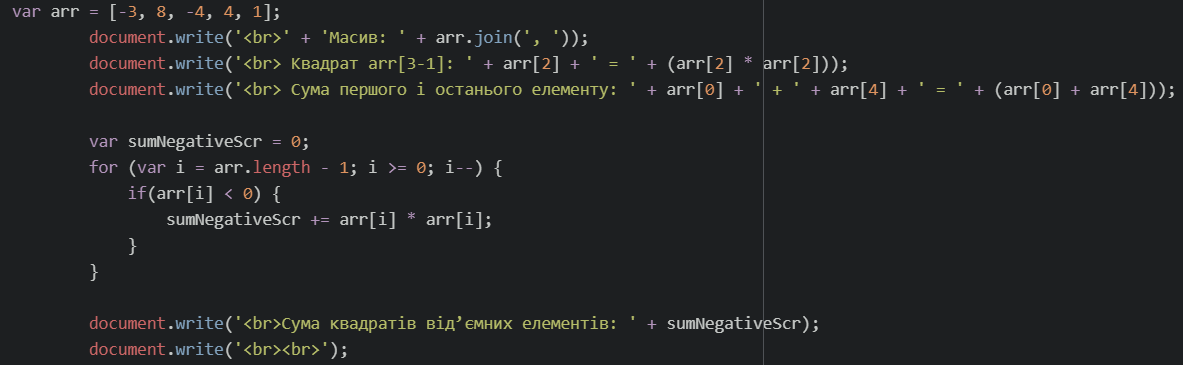 var arr = [-3, 8, -4, 4, 1];
document.write('<br>' + 'Масив: ' + arr.join(', '));
document.write('<br> Квадрат arr[3-1]: ' + arr[2] + ' = ' + (arr[2] * arr[2]));
document.write('<br> Сума першого і останього елементу: ' + arr[0] + ' + ' + arr[4] + ' = ' + (arr[0] + arr[4]));
var sumNegativeScr = 0;
for (var i = arr.length - 1; i >= 0; i--) {
if(arr[i] < 0) {
sumNegativeScr += arr[i] * arr[i];
}
}
document.write('<br>Сума квадратів від’ємних елементів: ' + sumNegativeScr);
document.write('<br><br>');